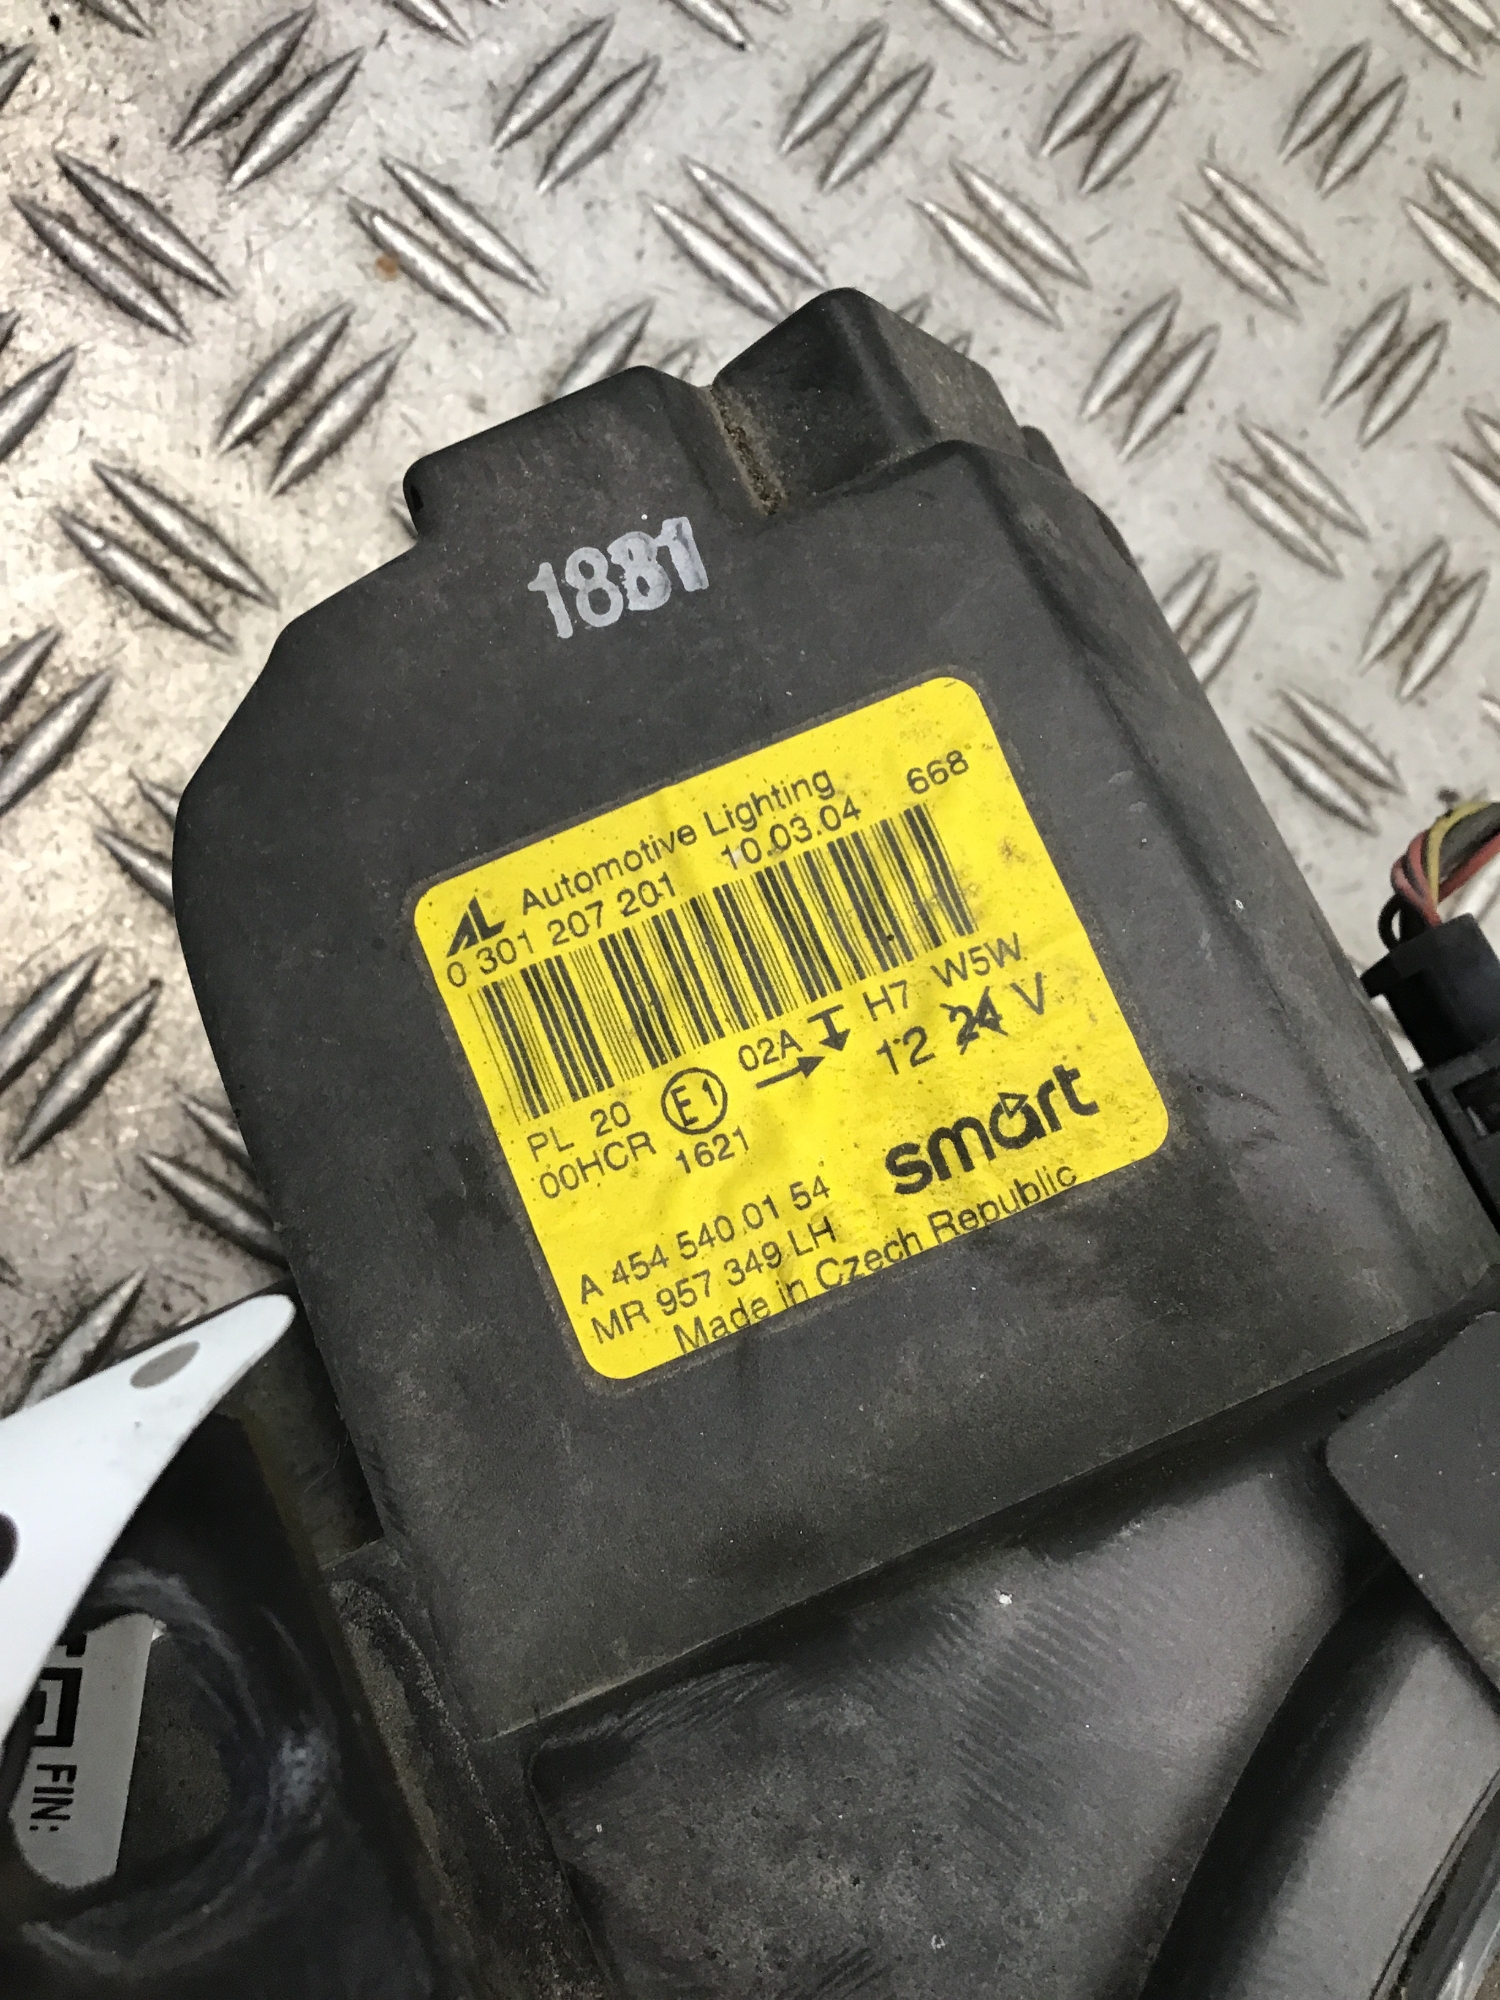 1881
AL Automotive Lighting
0 301 207 201 10.03.04 668
02A H7 W5W
PL 20 E1 12 24 V
00HCR 1621
smart
A 454 540 01 54
MR 957 349 LH
Made in Czech Republic
FIN: